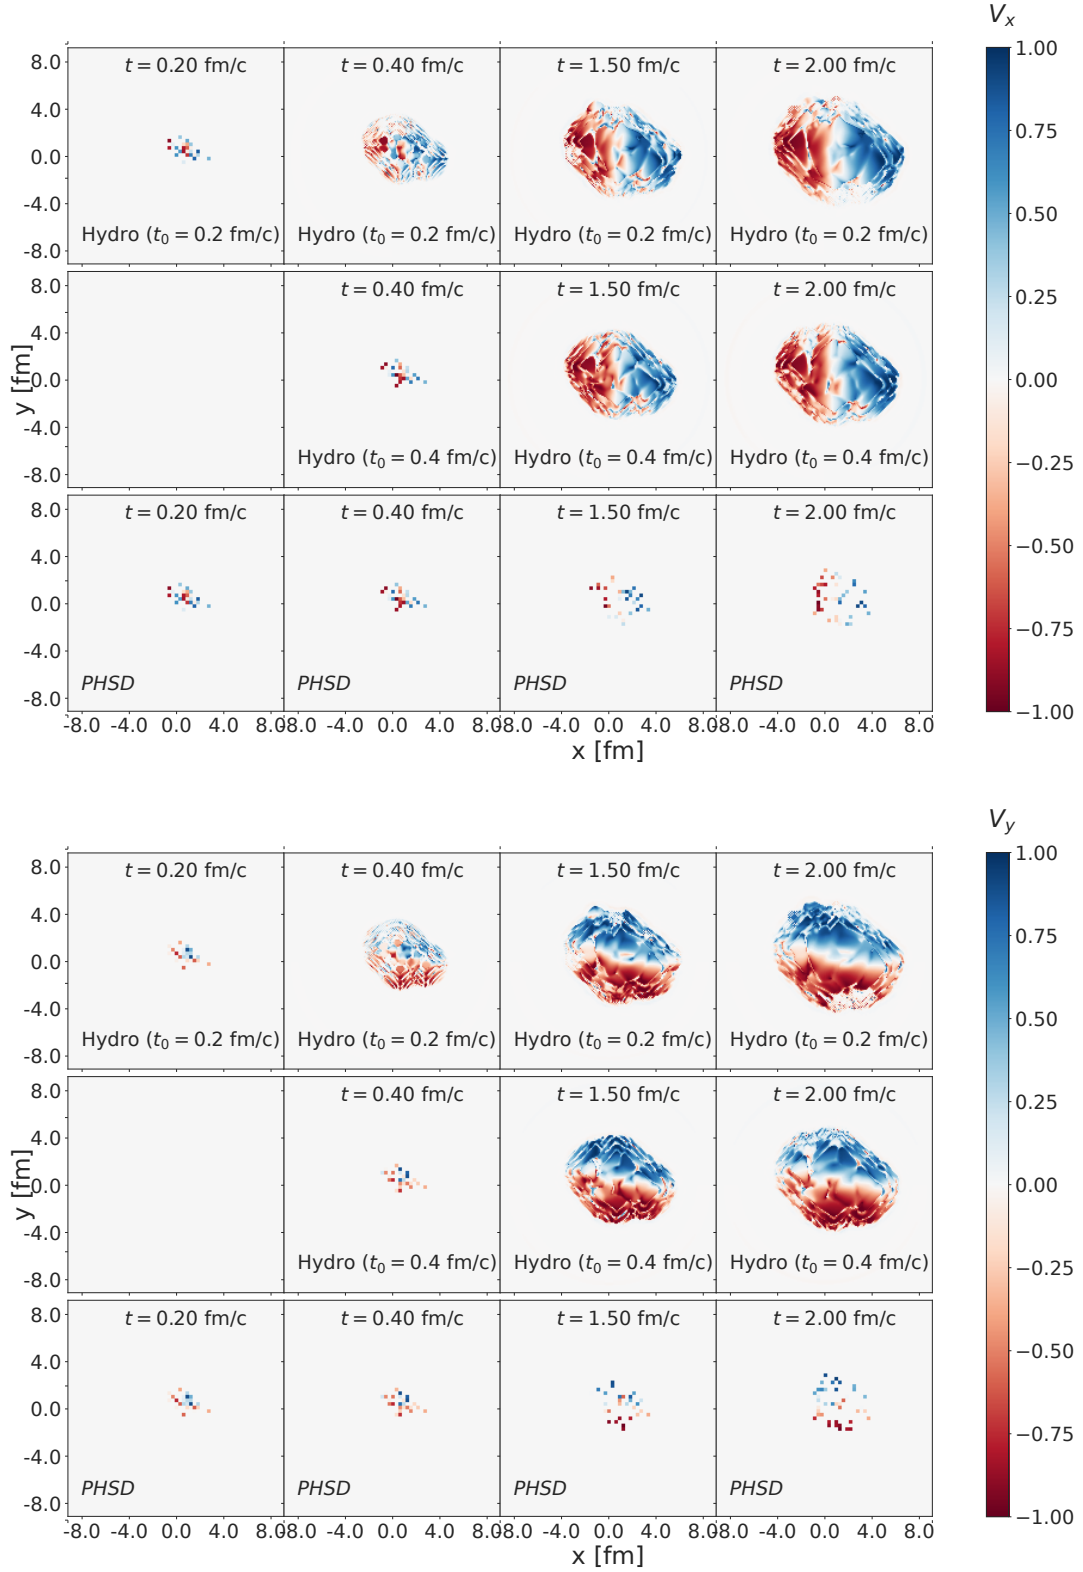 V_x
8.0 t = 0.20 fm/c t = 0.40 fm/c t = 1.50 fm/c t = 2.00 fm/c 1.00
4.0 0.75
0.0
-4.0 0.50
Hydro (t₀ = 0.2 fm/c) Hydro (t₀ = 0.2 fm/c) Hydro (t₀ = 0.2 fm/c) Hydro (t₀ = 0.2 fm/c)
-8.0 0.25
8.0 t = 0.40 fm/c t = 1.50 fm/c t = 2.00 fm/c
4.0
0.0 0.00
y [fm]
-4.0 −0.25
Hydro (t₀ = 0.4 fm/c) Hydro (t₀ = 0.4 fm/c) Hydro (t₀ = 0.4 fm/c)
-8.0
8.0 t = 0.20 fm/c t = 0.40 fm/c t = 1.50 fm/c t = 2.00 fm/c
4.0 −0.50
0.0
-4.0 −0.75
PHSD PHSD PHSD PHSD
-8.0 −1.00
-8.0 -4.0 0.0 4.0 8.0 -8.0 -4.0 0.0 4.0 8.0 -8.0 -4.0 0.0 4.0 8.0 -8.0 -4.0 0.0 4.0 8.0
x [fm]
V_y
8.0 t = 0.20 fm/c t = 0.40 fm/c t = 1.50 fm/c t = 2.00 fm/c 1.00
4.0 0.75
0.0
-4.0 0.50
Hydro (t₀ = 0.2 fm/c) Hydro (t₀ = 0.2 fm/c) Hydro (t₀ = 0.2 fm/c) Hydro (t₀ = 0.2 fm/c)
-8.0 0.25
8.0 t = 0.40 fm/c t = 1.50 fm/c t = 2.00 fm/c
4.0
0.0 0.00
y [fm]
-4.0 −0.25
Hydro (t₀ = 0.4 fm/c) Hydro (t₀ = 0.4 fm/c) Hydro (t₀ = 0.4 fm/c)
-8.0
8.0 t = 0.20 fm/c t = 0.40 fm/c t = 1.50 fm/c t = 2.00 fm/c
4.0 −0.50
0.0
-4.0 −0.75
PHSD PHSD PHSD PHSD
-8.0 −1.00
-8.0 -4.0 0.0 4.0 8.0 -8.0 -4.0 0.0 4.0 8.0 -8.0 -4.0 0.0 4.0 8.0 -8.0 -4.0 0.0 4.0 8.0
x [fm]